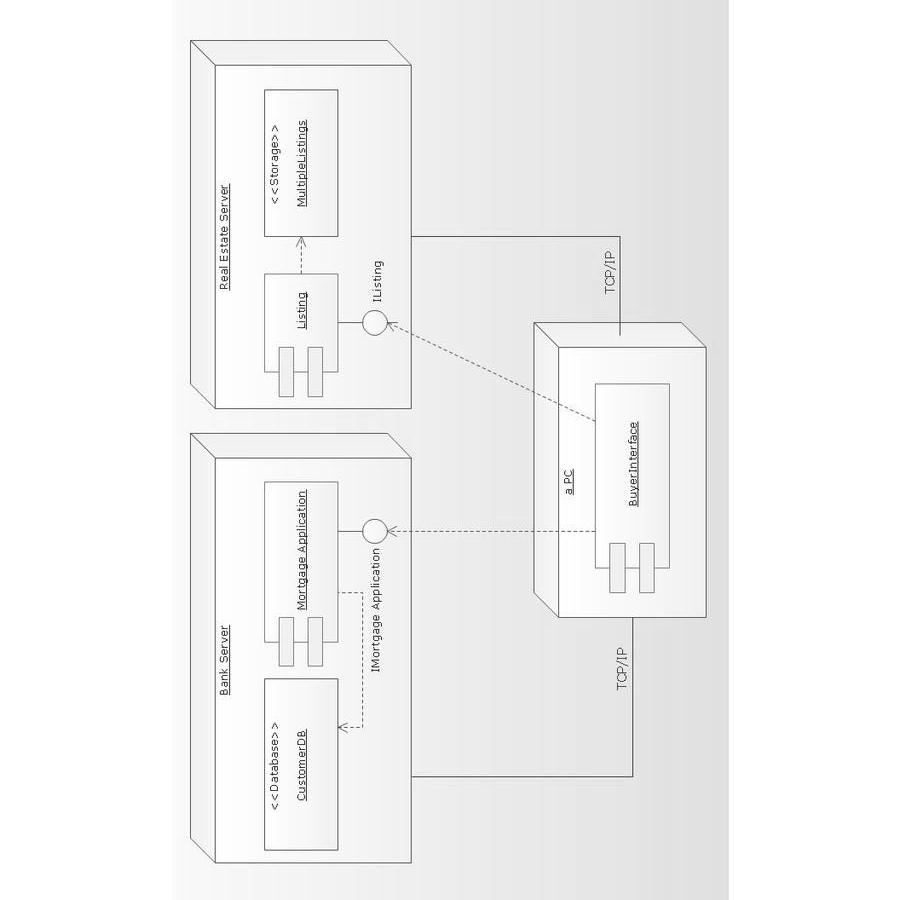 Bank Server
<<Database>>
CustomerDB
Mortgage Application
IMortgage Application
Real Estate Server
Listing
<<Storage>>
MultipleListings
IListing
TCP/IP
TCP/IP
a PC
BuyerInterface